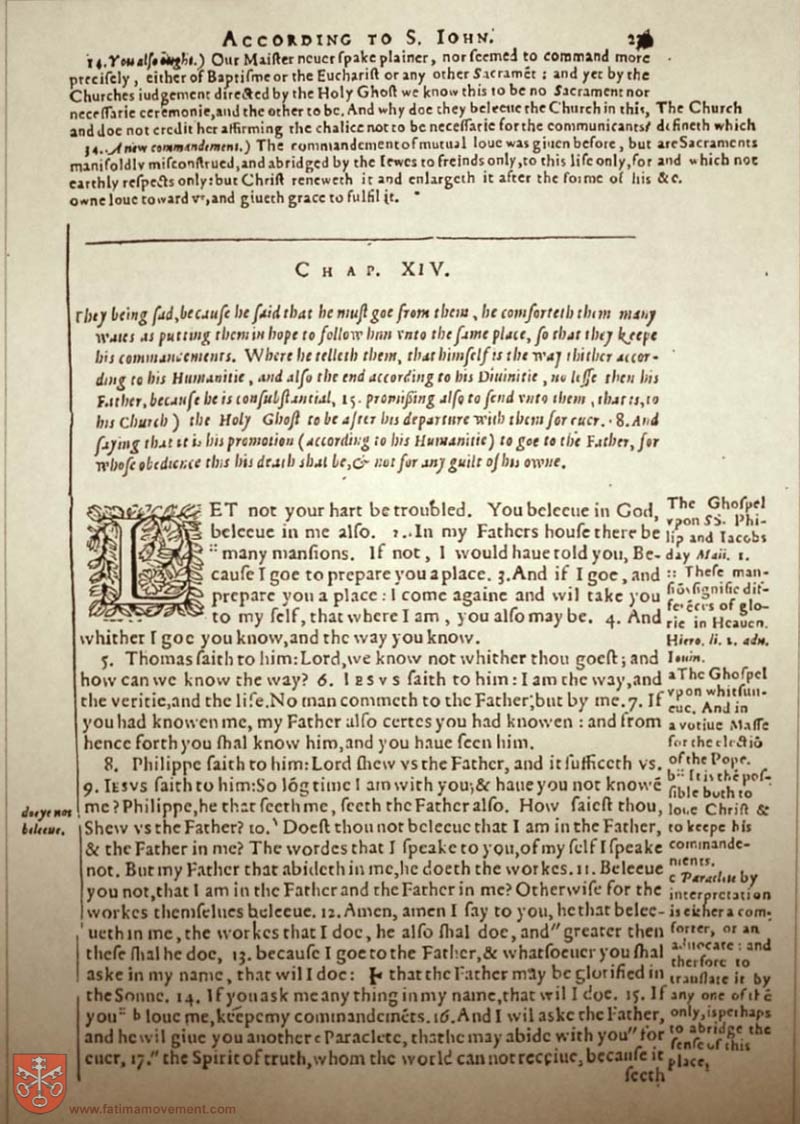 ACCORDING TO S. IOHN.
14. You also ought.) Our Maiſter neuer ſpake plainer, nor ſeemed to command more
preciſely, either of Baptiſme or the Euchariſt or any other Sacramēt : and yet by the
Churches iudgement directed by the Holy Ghoſt we know this to be no Sacrament nor
neceſſarie ceremonie, and the other to be. And why doe they beleeue the Church in this,
and doe not credit her affirming the chalice not to be neceſſarie for the communicants?
The Church
defineth which
are Sacraments
and which not
&c.
34. A new commandement.) The commandement of mutual loue was giuen before, but
manifoldly miſconſtrued, and abridged by the Iewes to freinds only, to this life only, for
earthly reſpects only: but Chriſt reneweth it and enlargeth it after the forme of his
owne loue toward vs, and giueth grace to fulfil it.
CHAP. XIV.
They being ſad, becauſe he ſaid that he muſt goe from them, he comforteth them many
waies as putting them in hope to follow him vnto the ſame place, ſo that they keepe
his commancements. Where he telleth them, that himſelf is the way thither accor-
ding to his Humanitie, and alſo the end according to his Diuinitie, no leſſe then his
Father, becauſe he is conſubſtantial, 15. promiſing alſo to ſend vnto them, that is, to
his Church) the Holy Ghoſt to be after his departure with them for euer. 8. And
ſaying that it is his promotion (according to his Humanitie) to goe to the Father, for
whoſe obedience this his death shal be, & not for any guilt of his owne.
LET not your hart be troubled. You beleeue in God,
beleeue in me alſo. 2. In my Fathers houſe there be
:: many manſions. If not, I would haue told you, Be-
cauſe I goe to prepare you a place. 3. And if I goe, and
prepare you a place : I come againe and wil take you
to my ſelf, that where I am, you alſo may be. 4. And
whither I goe you know, and the way you know.
5. Thomas ſaith to him: Lord, we know not whither thou goeſt; and
how can we know the way? 6. IESVS ſaith to him: I am the way, and
the veritie, and the life. No man commeth to the Father, but by me. 7. If
you had knowen me, my Father alſo certes you had knowen : and from
hence forth you ſhal know him, and you haue ſeen him.
8. Philippe ſaith to him: Lord ſhew vs the Father, and it ſufficeth vs.
9. IESVS ſaith to him: So lōg time I am with you; & haue you not knowē
me? Philippe, he that ſeeth me, ſeeth the Father alſo. How ſaieſt thou,
Shew vs the Father? 10. \ Doeſt thou not beleeue that I am in the Father,
& the Father in me? The wordes that I ſpeake to you, of my ſelf I ſpeake
not. But my Father that abideth in me, he doeth the workes. 11. Beleeue
you not, that I am in the Father and the Father in me? Otherwiſe for the
workes themſelues beleeue. 12. Amen, amen I ſay to you, he that belee-
ueth in me, the workes that I doe, he alſo ſhal doe, and" greater then
theſe ſhal he doe, 13. becauſe I goe to the Father, & whatſoeuer you ſhal
aske in my name, that wil I doe: that the Father may be glorified in
the Sonne. 14. If you ask me any thing in my name, that wil I doe. 15. If
you :: b loue me, keepe my commandemēts. 16. And I wil aske the Father,
and he wil giue you another c Paraclete, that he may abide with you" for
euer, 17." the Spirit of truth, whom the world can not receiue, becauſe it
ſeeth
The Ghoſpel
vpon SS. Phi-
lip and Iacobs
day Maii. 1.
:: Theſe man-
ſiōs ſignifie dif-
ferēces of glo-
rie in Heauen.
Hiero. li. 2. adu.
Iouin.
a The Ghoſpel
vpon whitſun-
eue. And in
a votiue Maſſe
for the electiō
of the Pope.
b :: It is the poſ-
ſible both to
loue Chriſt &
to keepe his
commande-
ments.
c Paraclete by
interpretation
is either a com-
forter, or an
aduocate: and
therfore to
tranſlate it by
any one of thē
only, is perhaps
to abridge the
ſenſe of this
place,
doe ye not
beleeue.
www.fatimamovement.com